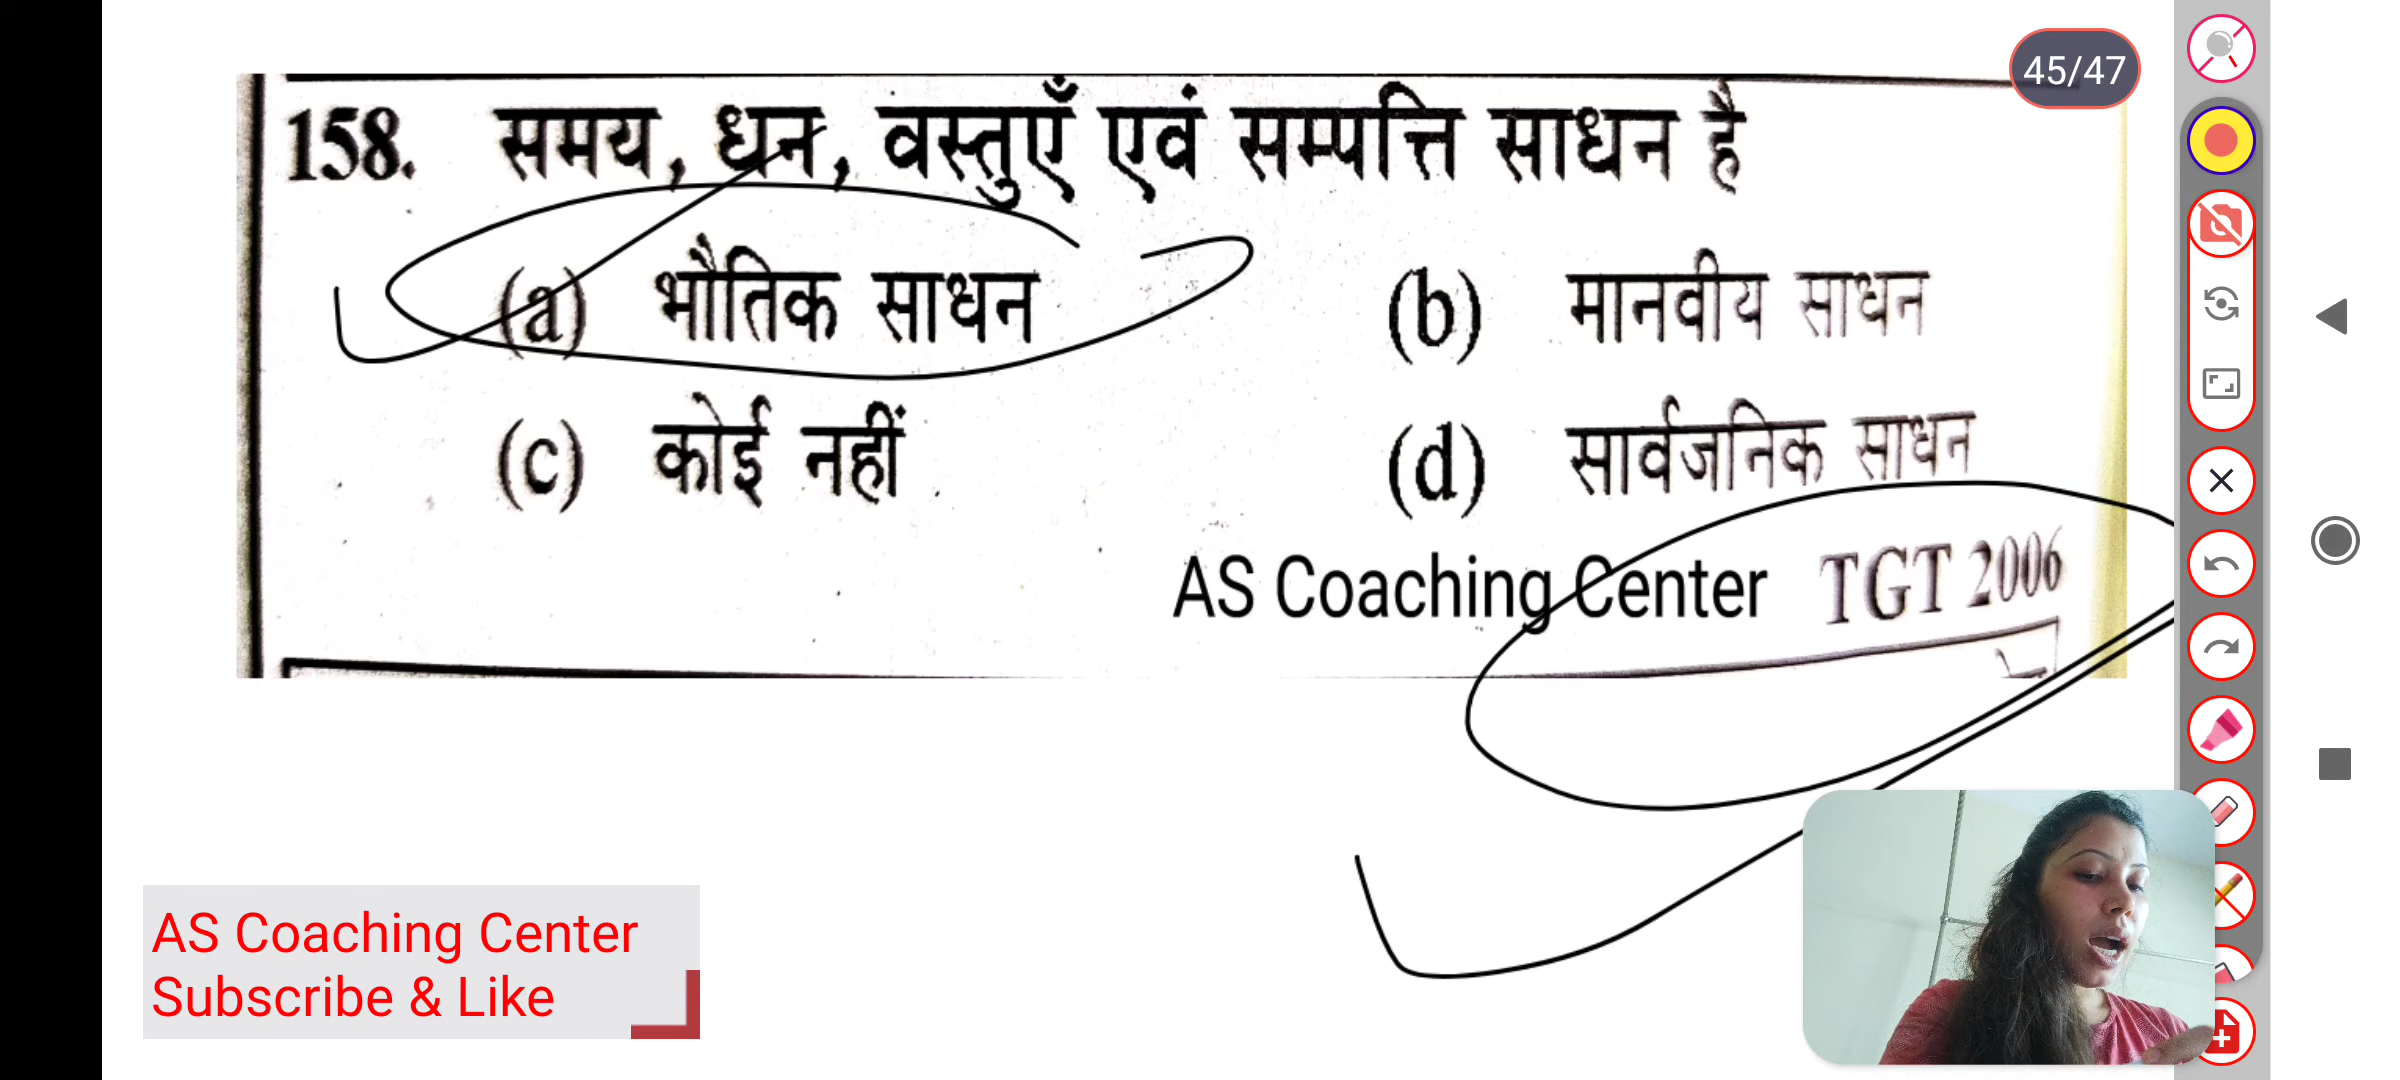 45/47
158. समय, धन, वस्तुएँ एवं सम्पत्ति साधन है
(a) भौतिक साधन (b) मानवीय साधन
(c) कोई नहीं (d) सार्वजनिक साधन
AS Coaching Center TGT 2006
AS Coaching Center
Subscribe & Like